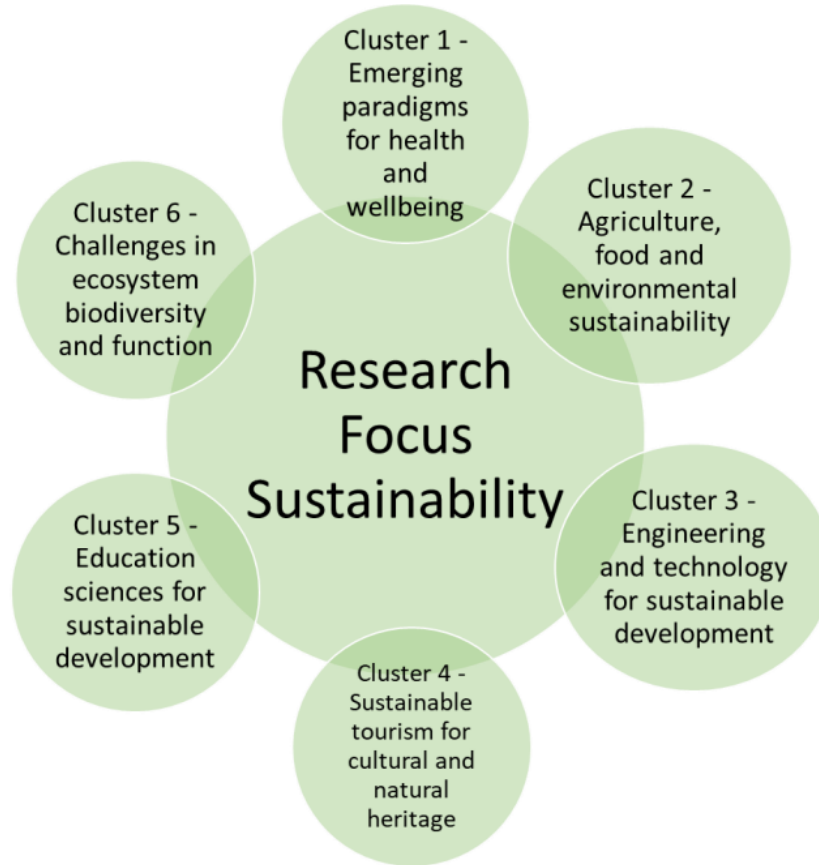 Cluster 1 -
Emerging
paradigms
for health
and
wellbeing
Cluster 2 -
Agriculture,
food and
environmental
sustainability
Cluster 3 -
Engineering
and technology
for sustainable
development
Cluster 4 -
Sustainable
tourism for
cultural and
natural
heritage
Cluster 5 -
Education
sciences for
sustainable
development
Cluster 6 -
Challenges in
ecosystem
biodiversity
and function
Research
Focus
Sustainability